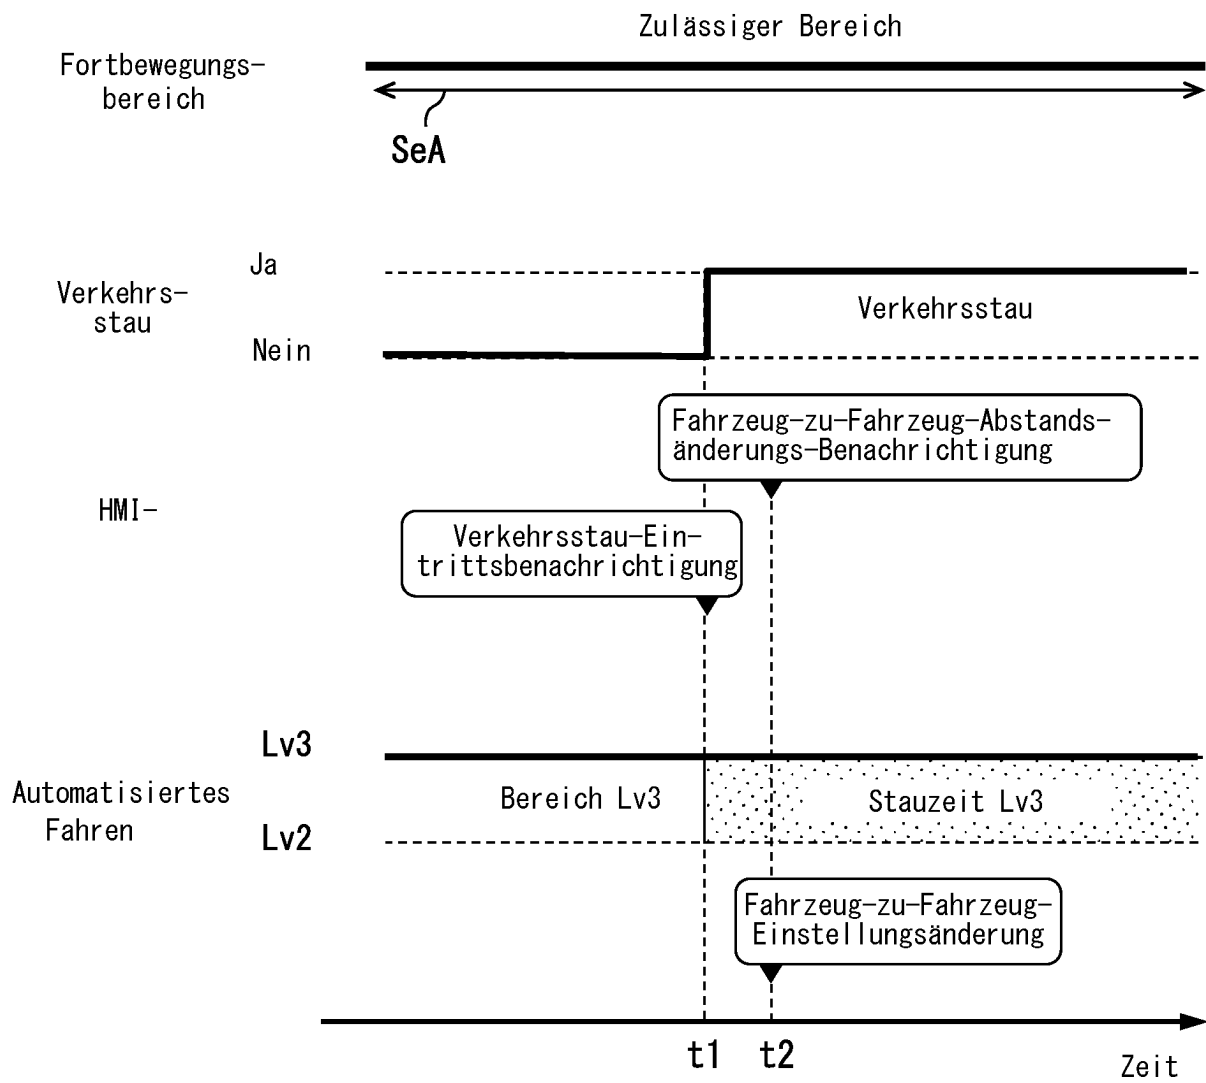 Zulässiger Bereich
Fortbewegungs-
bereich
SeA
Ja
Verkehrs-
stau
Verkehrsstau
Nein
Fahrzeug-zu-Fahrzeug-Abstands-
änderungs-Benachrichtigung
HMI-
Verkehrsstau-Ein-
trittsbenachrichtigung
Lv3
Automatisiertes
Fahren
Bereich Lv3
Stauzeit Lv3
Lv2
Fahrzeug-zu-Fahrzeug-
Einstellungsänderung
t1
t2
Zeit